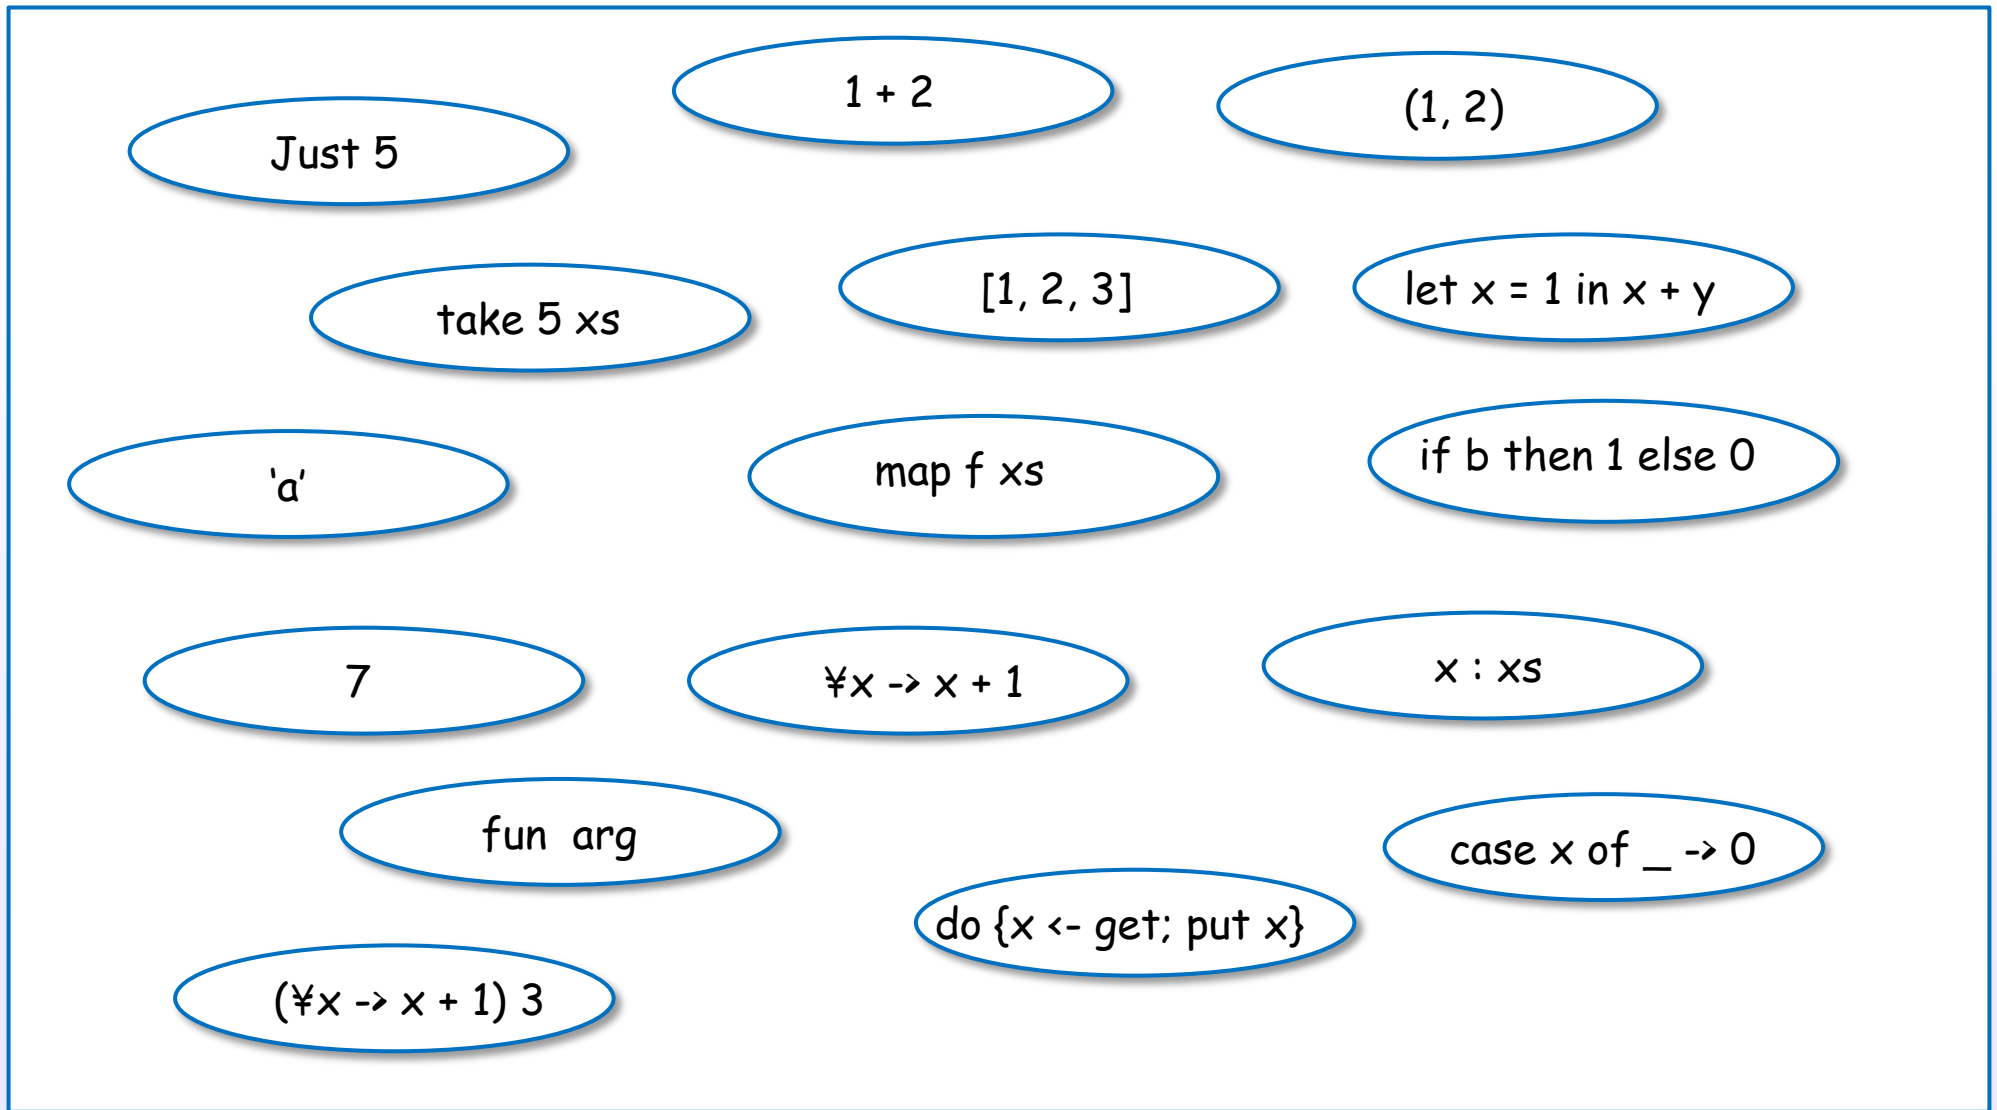 Just 5
1 + 2
(1, 2)
take 5 xs
[1, 2, 3]
let x = 1 in x + y
‘a’
map f xs
if b then 1 else 0
7
¥x -> x + 1
x : xs
fun  arg
case x of _ -> 0
do {x <- get; put x}
(¥x -> x + 1) 3